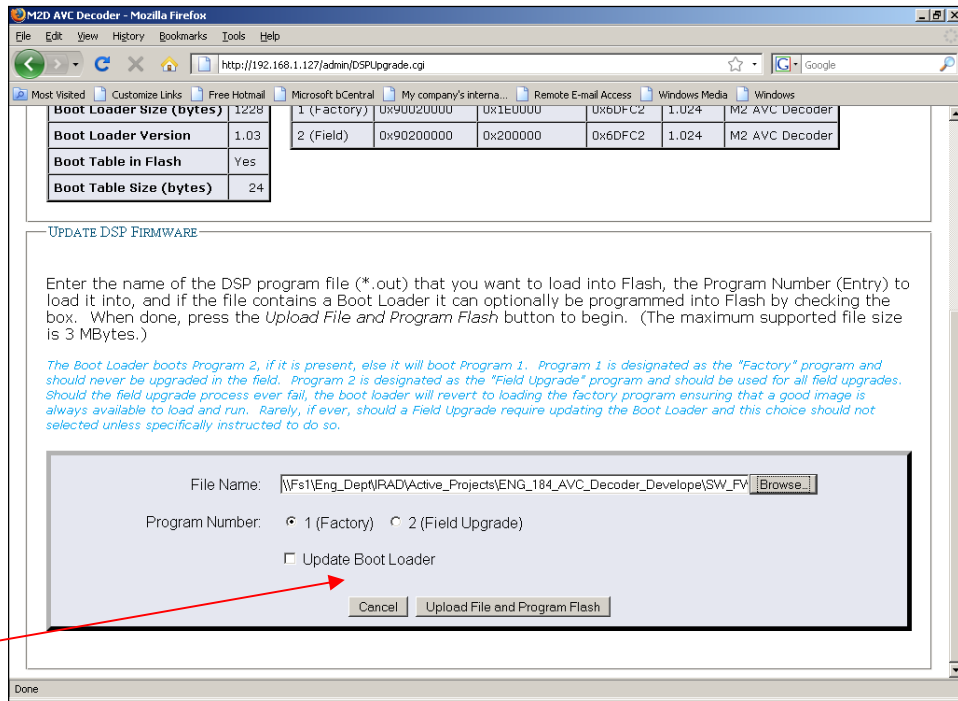 M2D AVC Decoder - Mozilla Firefox
File Edit View History Bookmarks Tools Help
http://192.168.1.127/admin/DSPUpgrade.cgi
Google
Most Visited Customize Links Free Hotmail Microsoft bCentral My company's interna... Remote E-mail Access Windows Media Windows
Boot Loader Size (bytes) 1228 1 (Factory) 0x90020000 0x1E0000 0x6DFC2 1.024 M2 AVC Decoder
Boot Loader Version 1.03 2 (Field) 0x90200000 0x200000 0x6DFC2 1.024 M2 AVC Decoder
Boot Table in Flash Yes
Boot Table Size (bytes) 24
UPDATE DSP FIRMWARE
Enter the name of the DSP program file (*.out) that you want to load into Flash, the Program Number (Entry) to
load it into, and if the file contains a Boot Loader it can optionally be programmed into Flash by checking the
box. When done, press the Upload File and Program Flash button to begin. (The maximum supported file size
is 3 MBytes.)
The Boot Loader boots Program 2, if it is present, else it will boot Program 1. Program 1 is designated as the "Factory" program and
should never be upgraded in the field. Program 2 is designated as the "Field Upgrade" program and should be used for all field upgrades.
Should the field upgrade process ever fail, the boot loader will revert to loading the factory program ensuring that a good image is
always available to load and run. Rarely, if ever, should a Field Upgrade require updating the Boot Loader and this choice should not
selected unless specifically instructed to do so.
File Name: \\Fs1\Eng_Dept\IRAD\Active_Projects\ENG_184_AVC_Decoder_Develope\SW_FW Browse...
Program Number: 1 (Factory) 2 (Field Upgrade)
Update Boot Loader
Cancel Upload File and Program Flash
Done